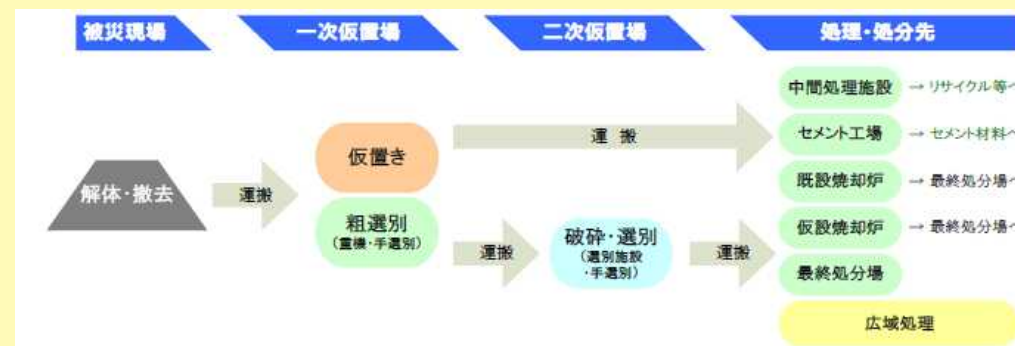 被災現場
一次仮置場
二次仮置場
処理・処分先
解体・撤去
運搬
仮置き
粗選別
（重機・手選別）
運 搬
運搬
破砕・選別
（選別施設
・手選別）
運搬
中間処理施設 → リサイクル等へ
セメント工場 → セメント材料へ
既設焼却炉 → 最終処分場へ
仮設焼却炉 → 最終処分場へ
最終処分場
広域処理